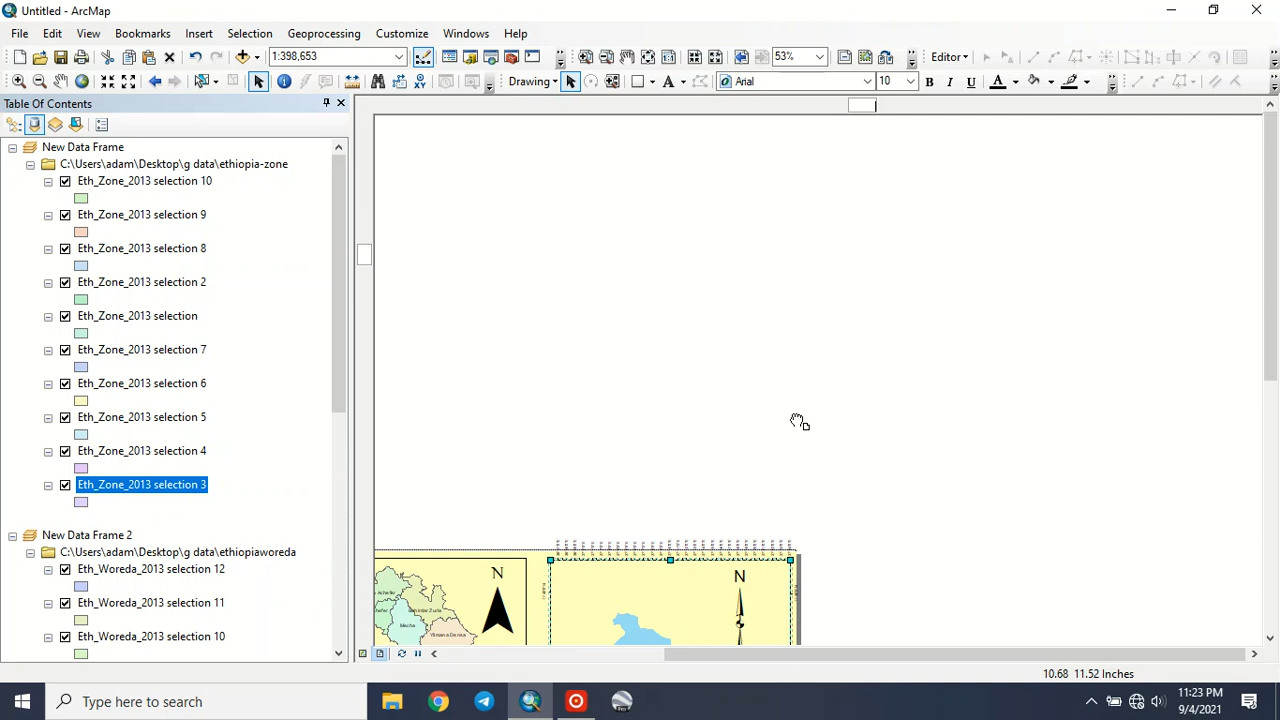 Untitled - ArcMap
File Edit View Bookmarks Insert Selection Geoprocessing Customize Windows Help
1:398,653 53% Editor
Drawing A Arial 10 B I U A
Table Of Contents
New Data Frame
C:\Users\adam\Desktop\g data\ethiopia-zone
Eth_Zone_2013 selection 10
Eth_Zone_2013 selection 9
Eth_Zone_2013 selection 8
Eth_Zone_2013 selection 2
Eth_Zone_2013 selection
Eth_Zone_2013 selection 7
Eth_Zone_2013 selection 6
Eth_Zone_2013 selection 5
Eth_Zone_2013 selection 4
Eth_Zone_2013 selection 3
New Data Frame 2
C:\Users\adam\Desktop\g data\ethiopiaworeda
Eth_Woreda_2013 selection 12
Eth_Woreda_2013 selection 11
Eth_Woreda_2013 selection 10
N N
Mecha
Yilmana Densa
10.68 11.52 Inches
Type here to search
11:23 PM
9/4/2021